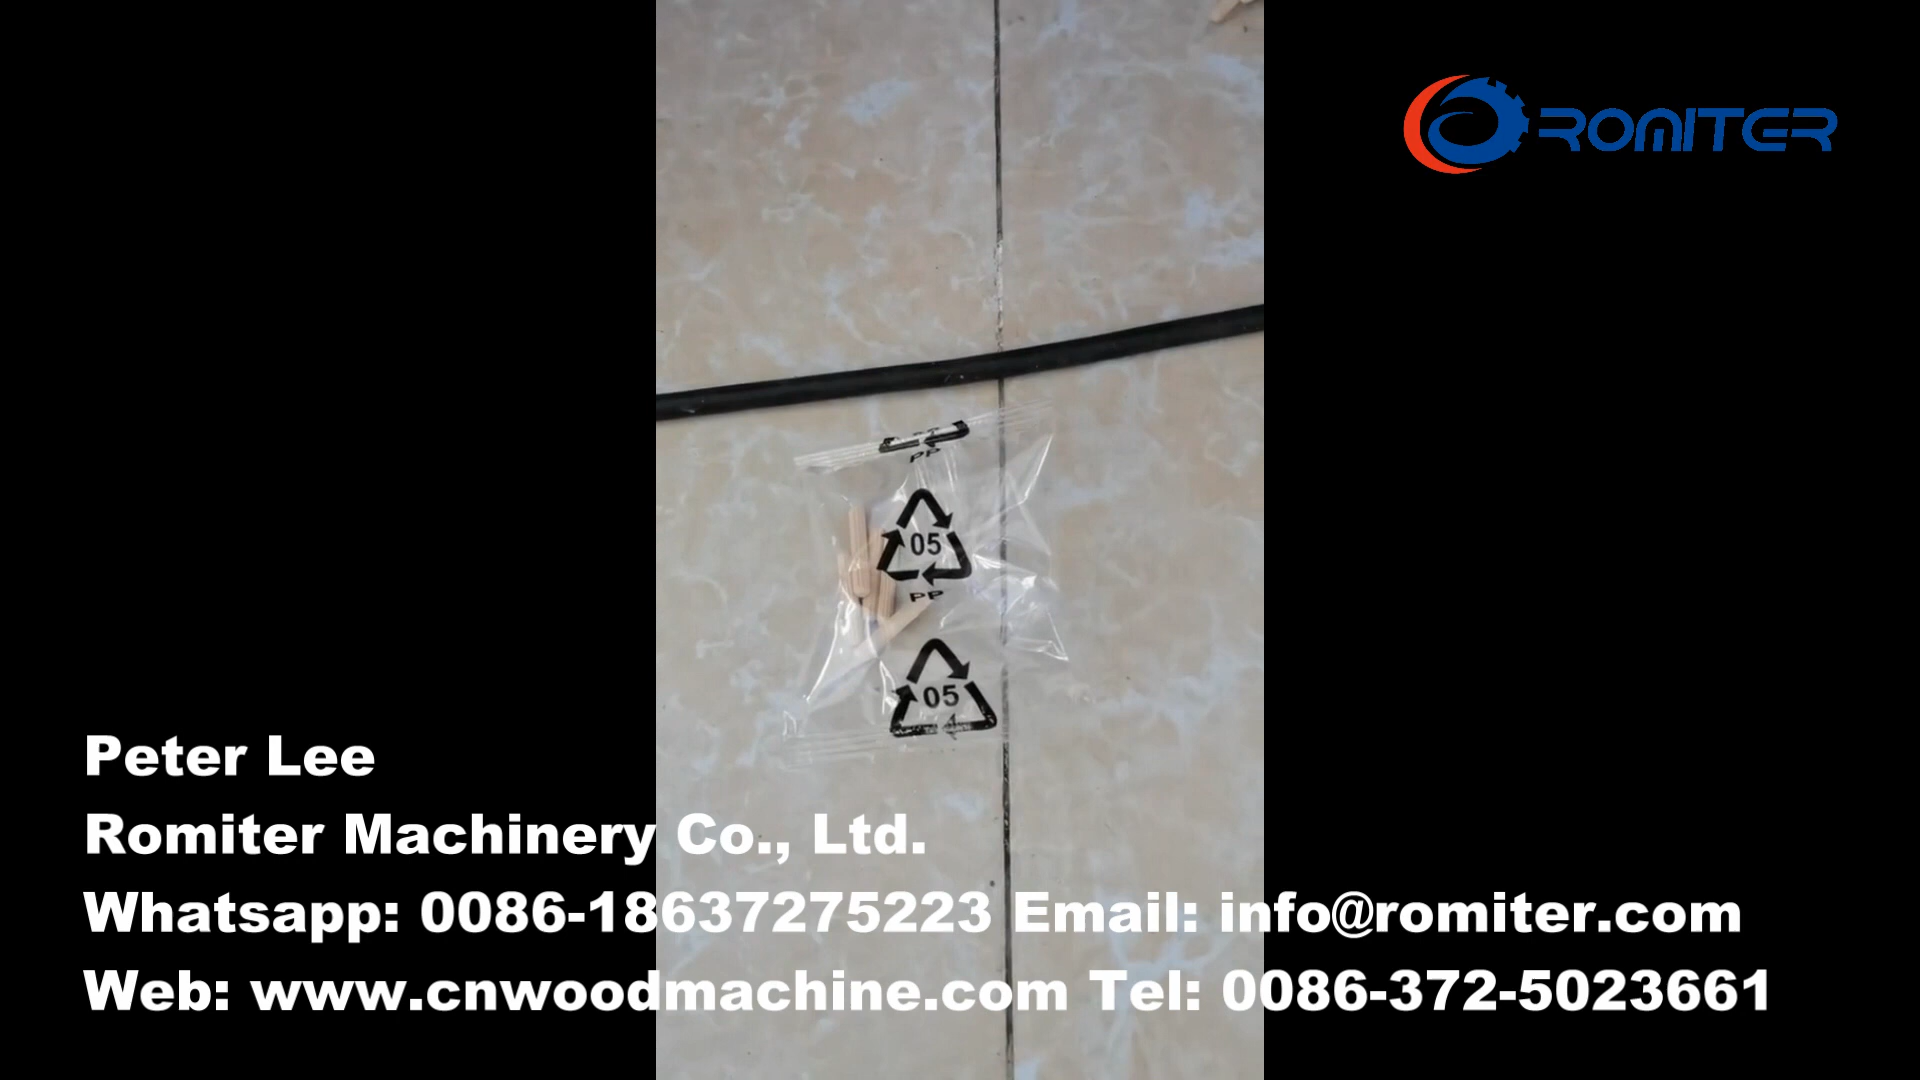 ROMITER
PP
05
PP
05
Peter Lee
Romiter Machinery Co., Ltd.
Whatsapp: 0086-18637275223 Email: info@romiter.com
Web: www.cnwoodmachine.com Tel: 0086-372-5023661